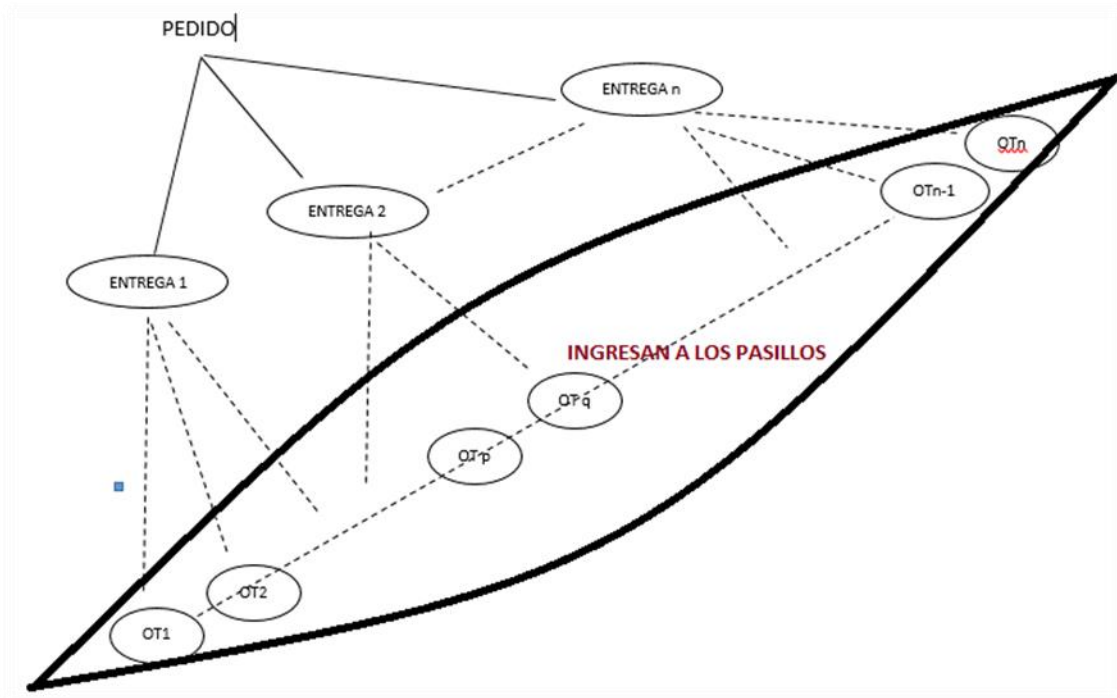 PEDIDO
ENTREGA n
OTn
OTn-1
ENTREGA 2
ENTREGA 1
INGRESAN A LOS PASILLOS
OT q
OT p
OT2
OT1